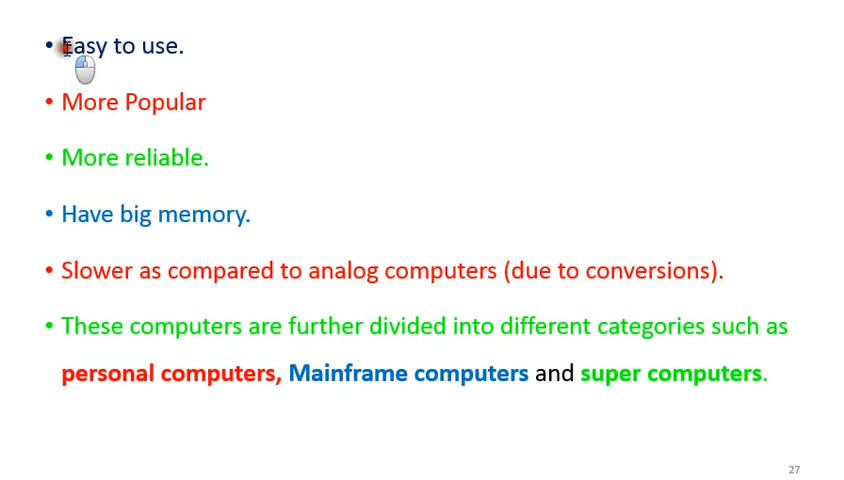 • Easy to use.
• More Popular
• More reliable.
• Have big memory.
• Slower as compared to analog computers (due to conversions).
• These computers are further divided into different categories such as
personal computers, Mainframe computers and super computers.
27